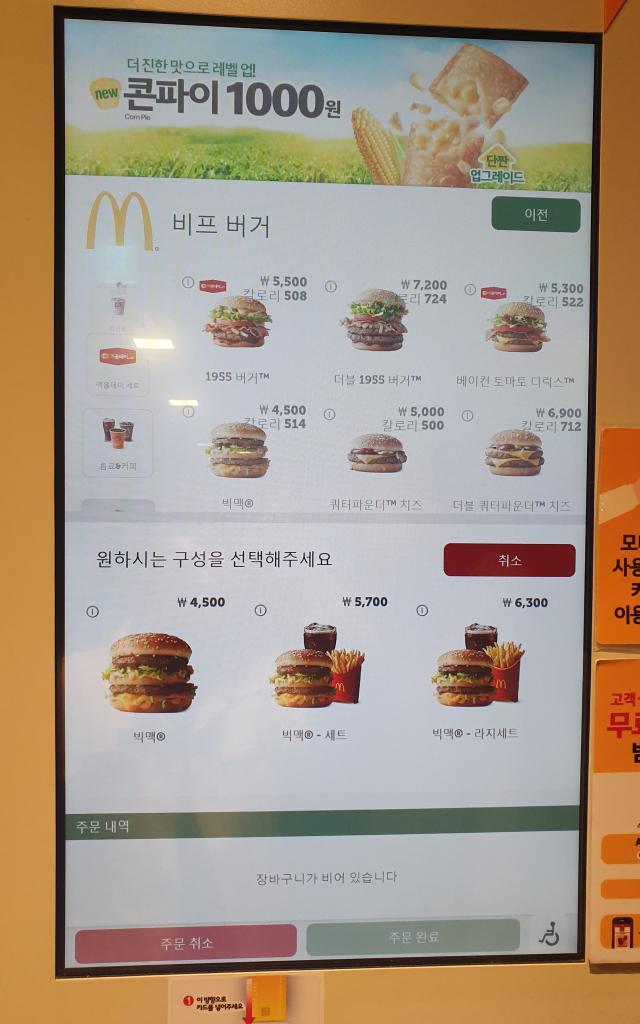 더 진한 맛으로 레벨 업!
new
콘파이 1000원
Corn Pie
단짠
업그레이드
비프 버거
이전
₩ 5,500
칼로리 508
1955 버거™
₩ 7,200
칼로리 724
더블 1955 버거™
₩ 5,300
칼로리 522
베이컨 토마토 디럭스™
맥올데이 세트
음료&커피
₩ 4,500
칼로리 514
빅맥®
₩ 5,000
칼로리 500
쿼터파운더™ 치즈
₩ 6,900
칼로리 712
더블 쿼터파운더™ 치즈
원하시는 구성을 선택해주세요
취소
₩ 4,500
빅맥®
₩ 5,700
빅맥® - 세트
₩ 6,300
빅맥® - 라지세트
주문 내역
장바구니가 비어 있습니다
주문 취소
주문 완료
1 이 방향으로
카드를 넣어주세요
고객
무료